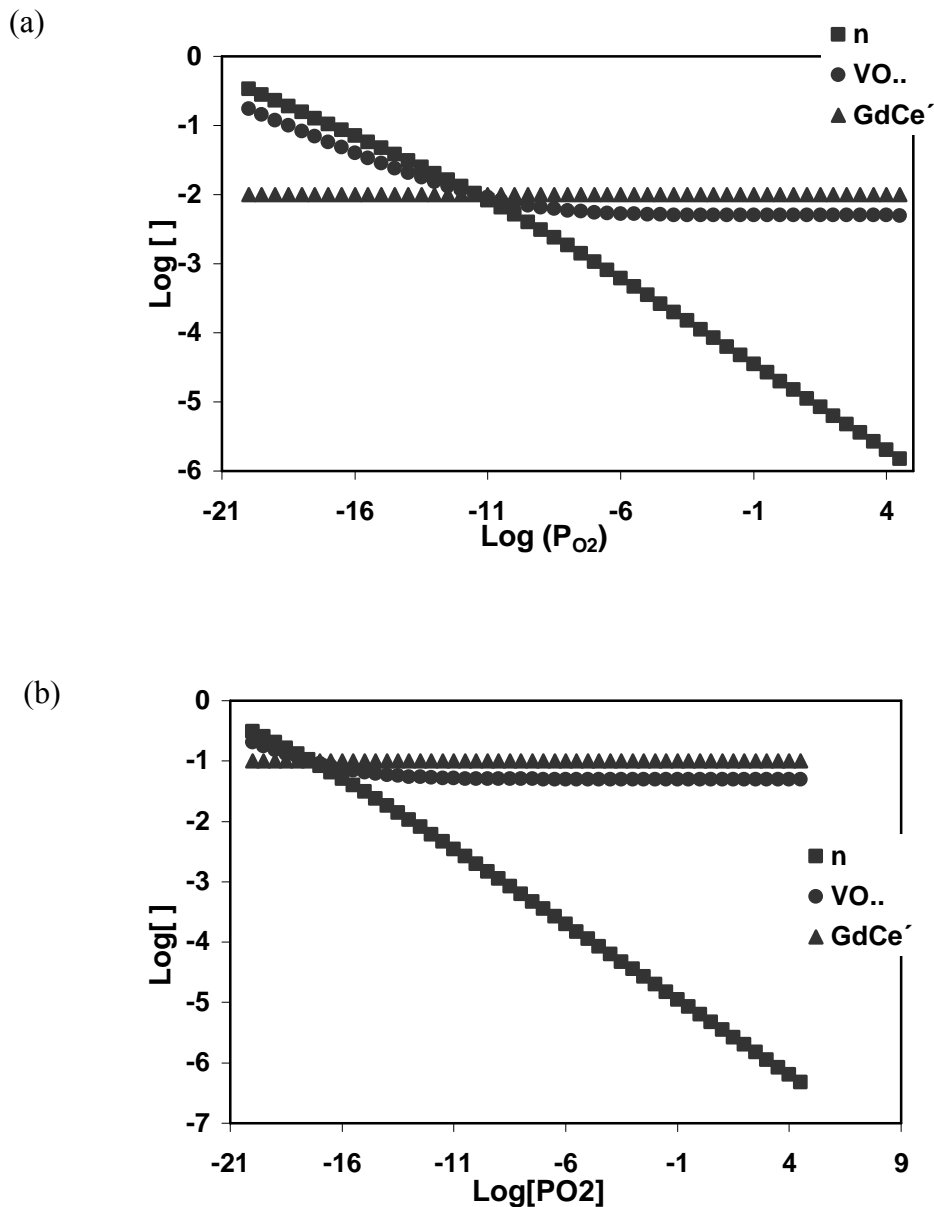 (a)
n
VO..
GdCe´
0
-1
-2
-3
-4
-5
-6
Log [ ]
-21 -16 -11 -6 -1 4
Log (PO2)
(b)
0
-1
-2
-3
-4
-5
-6
-7
Log[ ]
n
VO..
GdCe´
-21 -16 -11 -6 -1 4 9
Log[PO2]